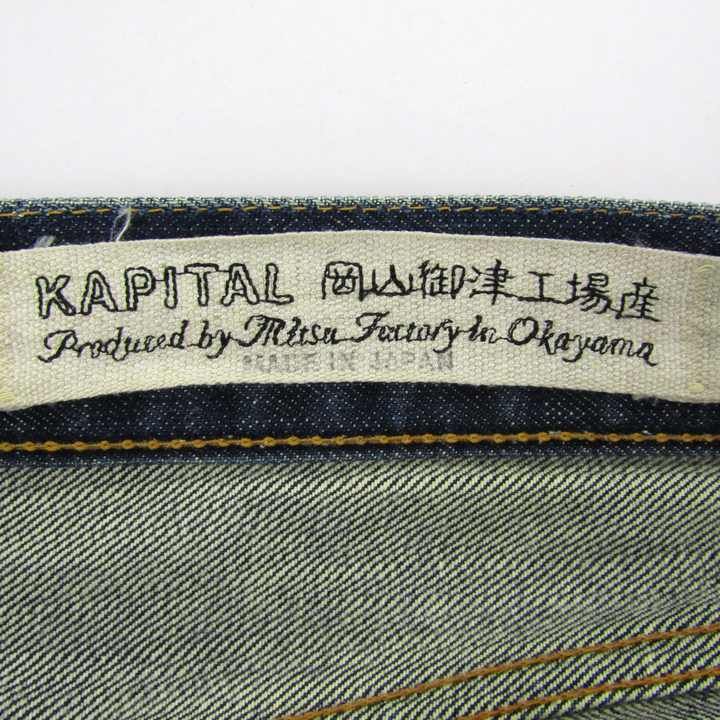 KAPITAL 岡山御津工場産
Produced by Mitsu Factory in Okayama
MADE IN JAPAN